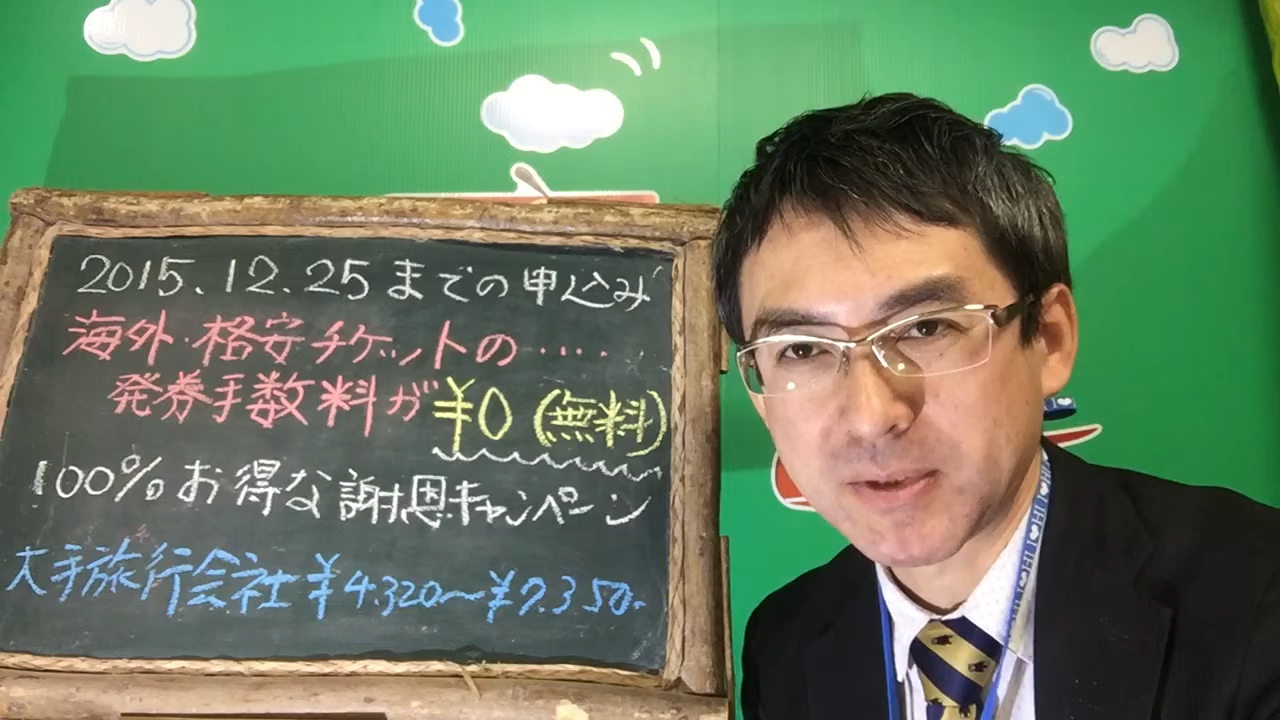 2015.12.25までの申込み
海外・格安チケットの‥‥
発券手数料が¥0(無料)
100%お得な謝恩キャンペーン
大手旅行会社¥4.320〜¥7.350-